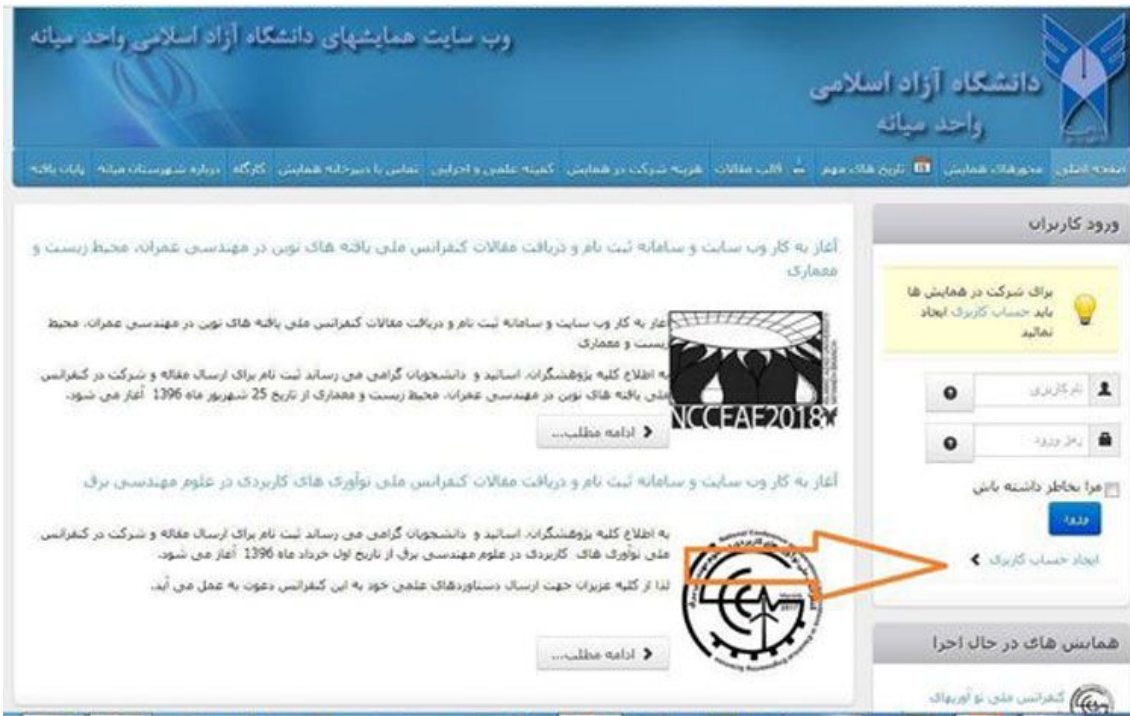 وب سایت همایشهای دانشگاه آزاد اسلامی واحد میانه
دانشگاه آزاد اسلامی
واحد میانه
صفحه اصلی محورهای همایش تاریخ های مهم قالب مقالات هزینه شرکت در همایش کمیته علمی و اجرایی تماس با دبیرخانه همایش کارگاه درباره شهرستان میانه پایان یافته
ورود کاربران
برای شرکت در همایش ها
باید حساب کاربری ایجاد
نمائید
نام کاربری
رمز ورود
مرا بخاطر داشته باش
ورود
ایجاد حساب کاربری
همایش های در حال اجرا
کنفرانس ملی نو آوریهای
آغاز به کار وب سایت و سامانه ثبت نام و دریافت مقالات کنفرانس ملی یافته های نوین در مهندسی عمران، محیط زیست و
معماری
آغاز به کار وب سایت و سامانه ثبت نام و دریافت مقالات کنفرانس ملی یافته های نوین در مهندسی عمران، محیط
زیست و معماری
به اطلاع کلیه پژوهشگران، اساتید و دانشجویان گرامی می رساند ثبت نام برای ارسال مقاله و شرکت در کنفرانس
ملی یافته های نوین در مهندسی عمران، محیط زیست و معماری از تاریخ 25 شهریور ماه 1396 آغاز می شود.
NCCEAE2018
ادامه مطلب...
آغاز به کار وب سایت و سامانه ثبت نام و دریافت مقالات کنفرانس ملی نوآوری های کاربردی در علوم مهندسی برق
به اطلاع کلیه پژوهشگران، اساتید و دانشجویان گرامی می رساند ثبت نام برای ارسال مقاله و شرکت در کنفرانس
ملی نوآوری های کاربردی در علوم مهندسی برق از تاریخ اول خرداد ماه 1396 آغاز می شود.
لذا از کلیه عزیزان جهت ارسال دستاوردهای علمی خود به این کنفرانس دعوت به عمل می آید.
ادامه مطلب...